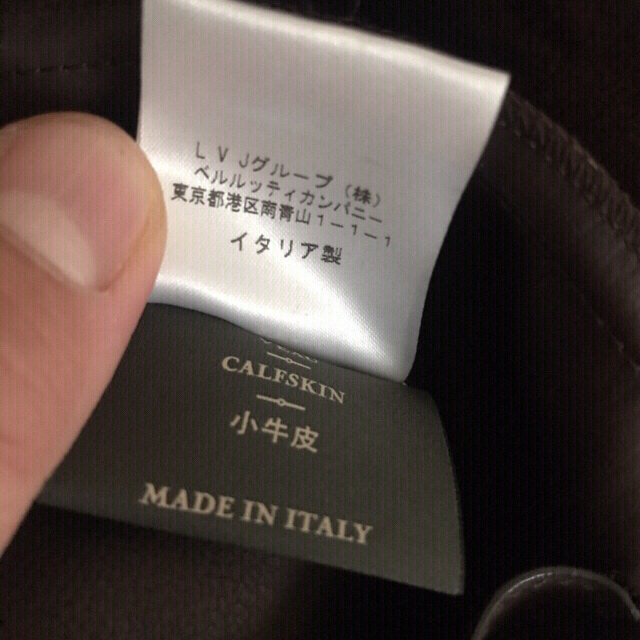 LVJグループ(株)
ベルルッティカンパニー
東京都港区南青山1-1-1
イタリア製
CALFSKIN
小牛皮
MADE IN ITALY